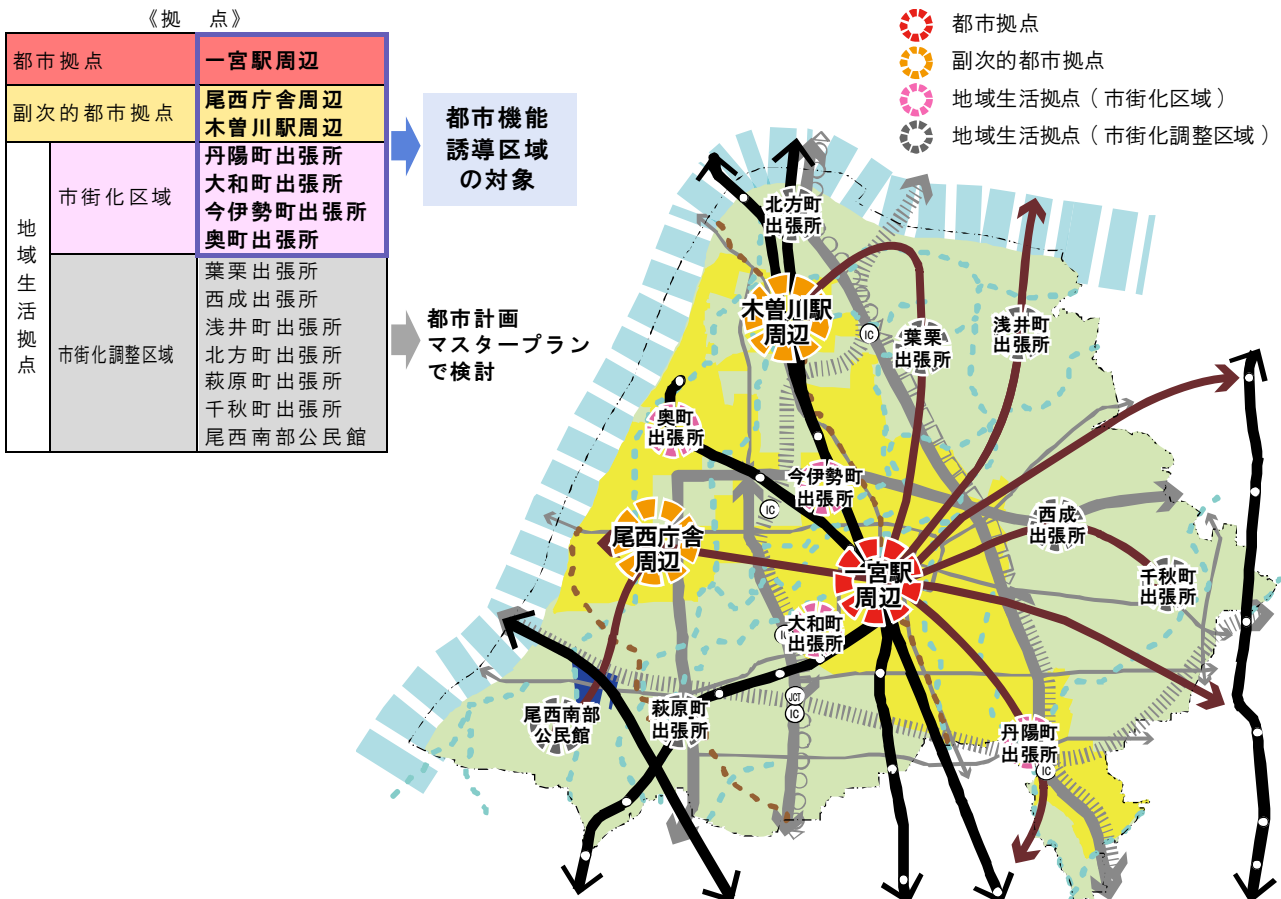 《拠　点》
都市拠点
一宮駅周辺
副次的都市拠点
尾西庁舎周辺
木曽川駅周辺
地域生活拠点
市街化区域
丹陽町出張所
大和町出張所
今伊勢町出張所
奥町出張所
市街化調整区域
葉栗出張所
西成出張所
浅井町出張所
北方町出張所
萩原町出張所
千秋町出張所
尾西南部公民館
都市機能
誘導区域
の対象
都市計画
マスタープラン
で検討
都市拠点
副次的都市拠点
地域生活拠点（市街化区域）
地域生活拠点（市街化調整区域）
北方町
出張所
木曽川駅
周辺
IC
葉栗
出張所
浅井町
出張所
奥町
出張所
今伊勢町
出張所
IC
西成
出張所
尾西庁舎
周辺
一宮駅
周辺
千秋町
出張所
大和町
出張所
IC
JCT
IC
尾西南部
公民館
萩原町
出張所
丹陽町
出張所
IC